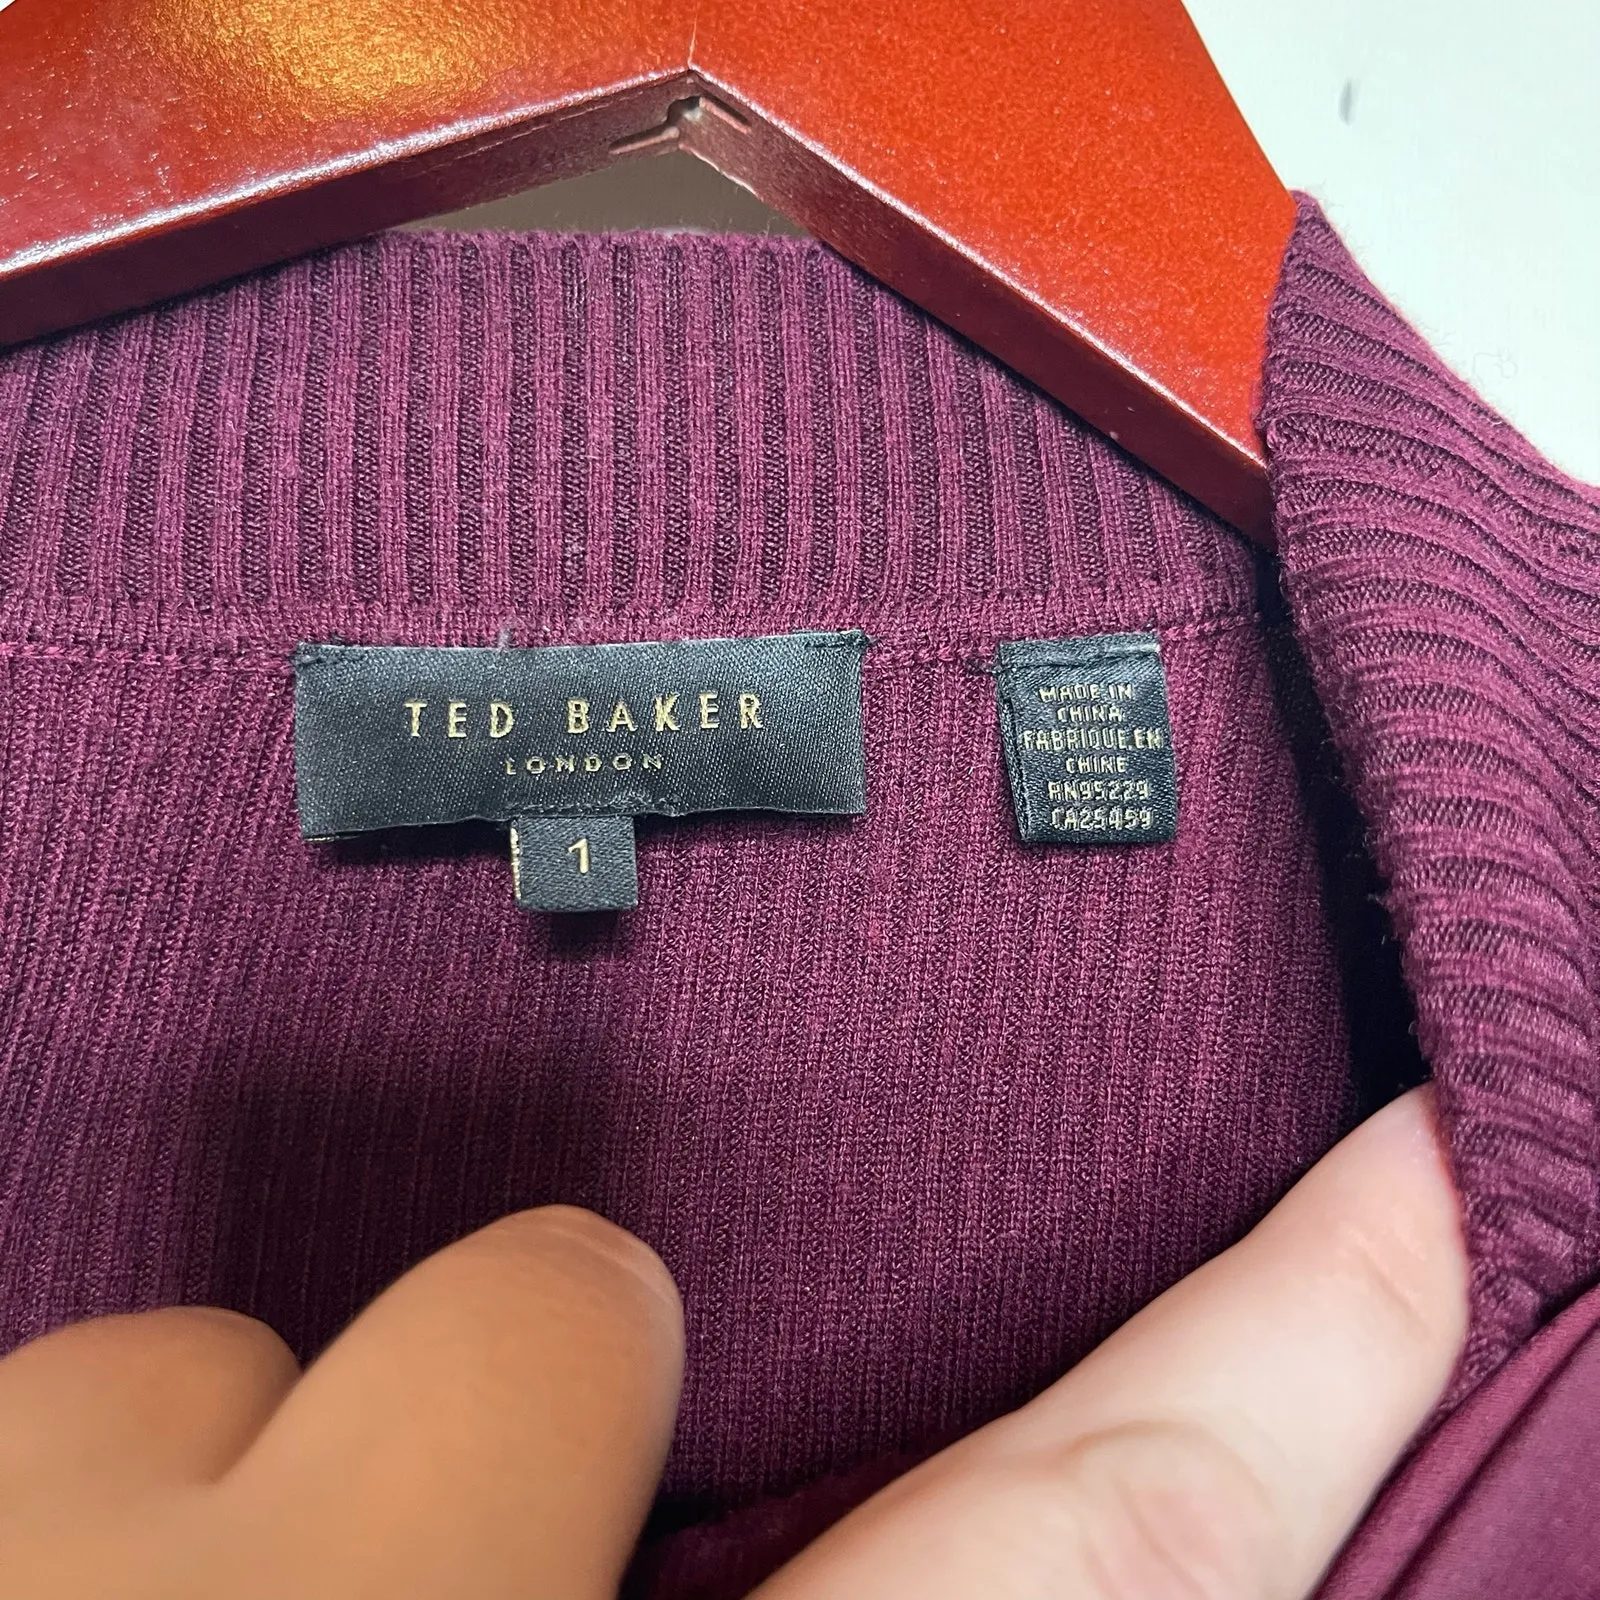 TED BAKER
LONDON
1
MADE IN
CHINA
FABRIQUE EN
CHINE
RN95229
CA25459